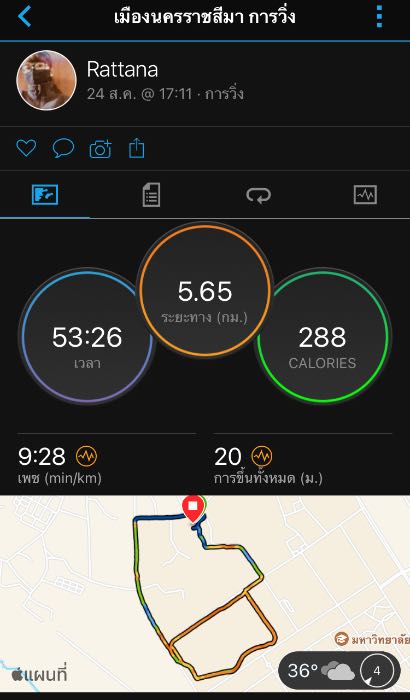 เมืองนครราชสีมา การวิ่ง
Rattana
24 ส.ค. @ 17:11 · การวิ่ง
5.65
ระยะทาง (กม.)
53:26
เวลา
288
CALORIES
9:28
เพซ (min/km)
20
การขึ้นทั้งหมด (ม.)
มหาวิทยาลัย
แผนที่
36°
4